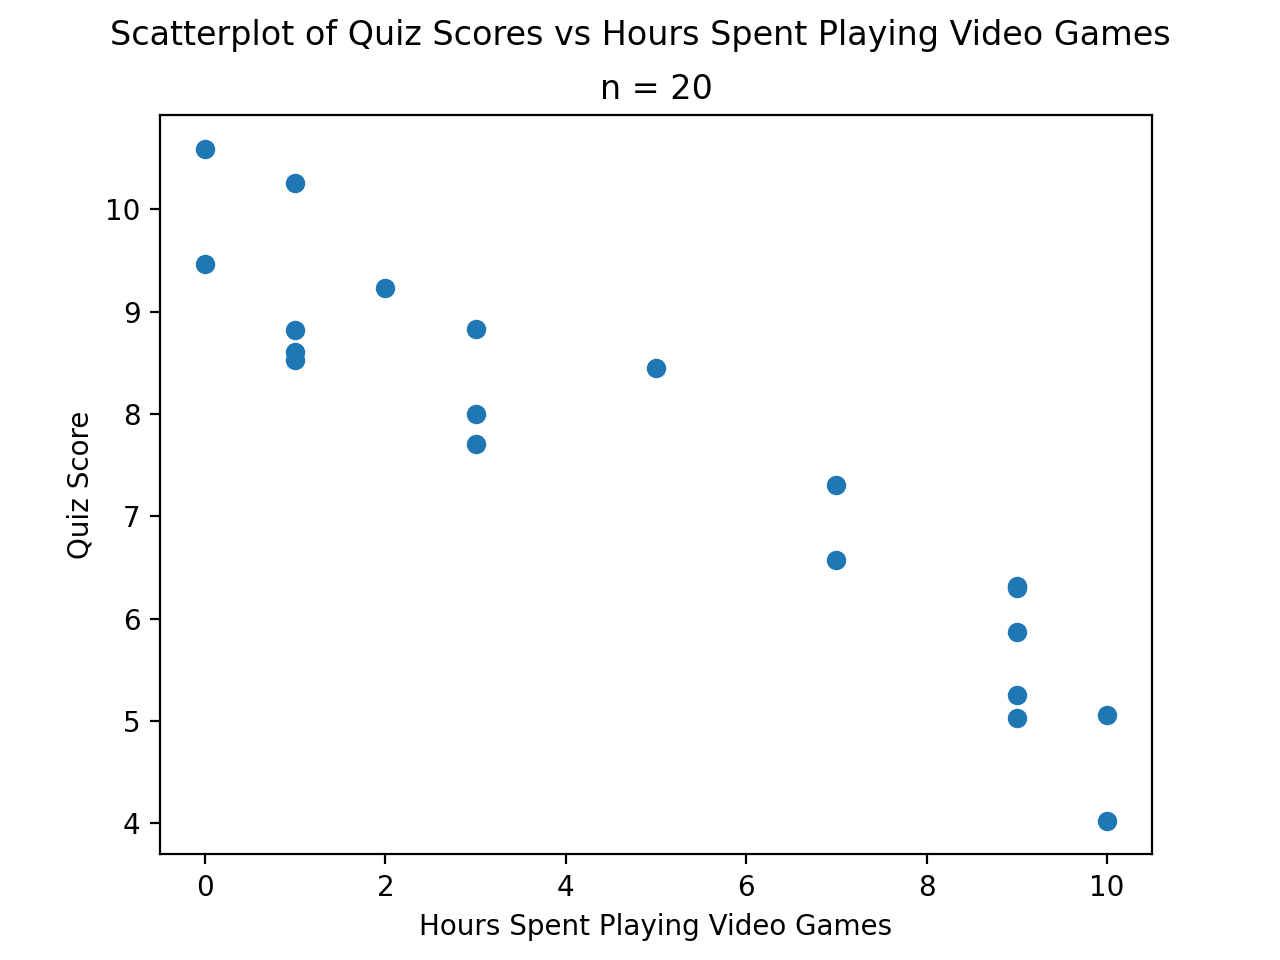 Scatterplot of Quiz Scores vs Hours Spent Playing Video Games
n = 20
10
9
8
7
6
5
4
Quiz Score
0 2 4 6 8 10
Hours Spent Playing Video Games